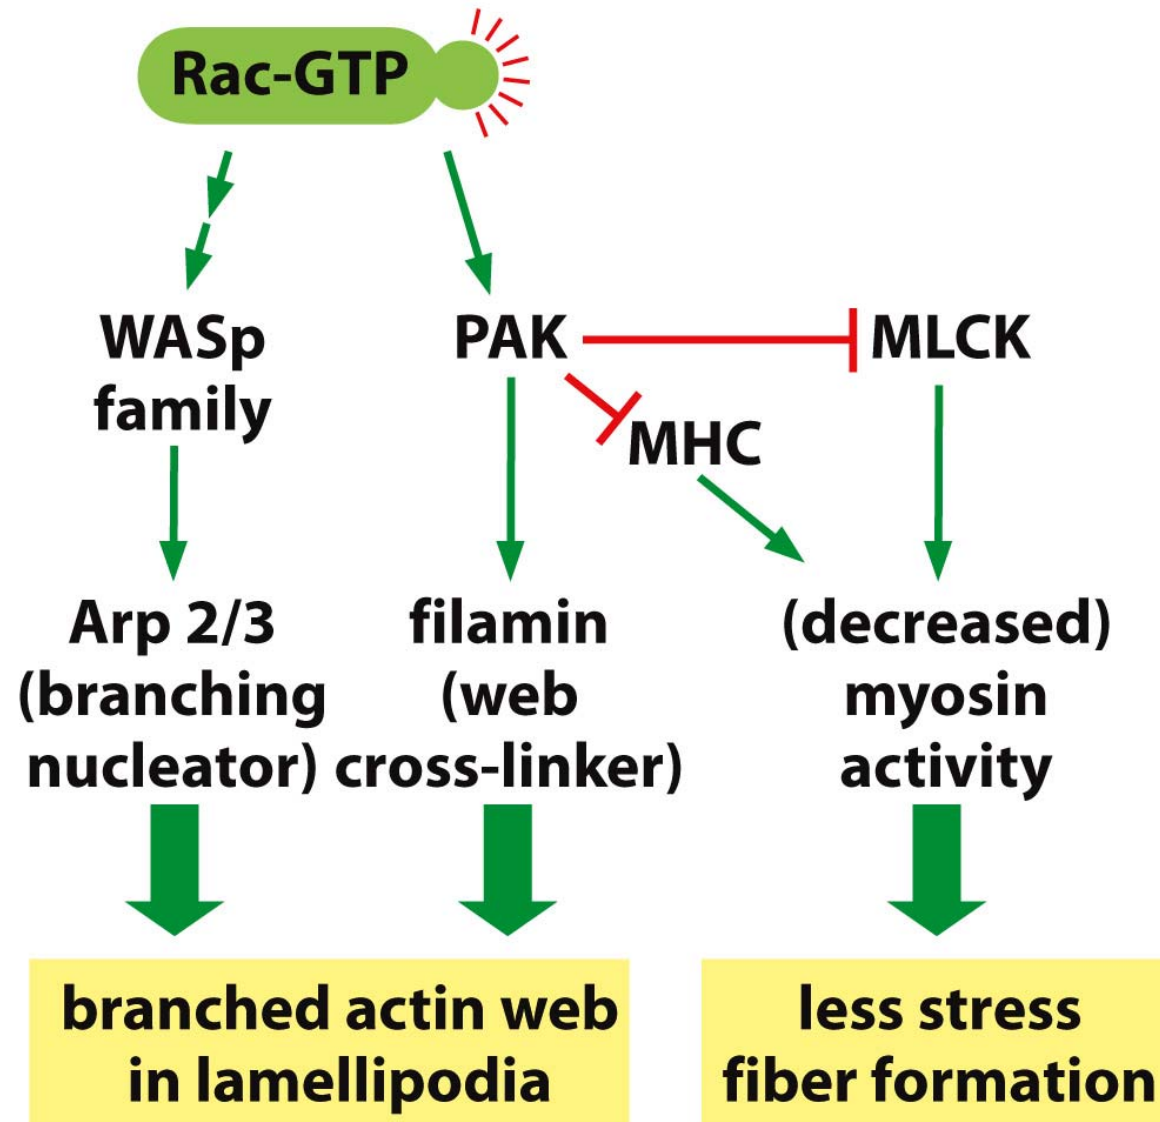 Rac-GTP
WASp
family
PAK
MLCK
MHC
Arp 2/3
(branching
nucleator)
filamin
(web
cross-linker)
(decreased)
myosin
activity
branched actin web
in lamellipodia
less stress
fiber formation